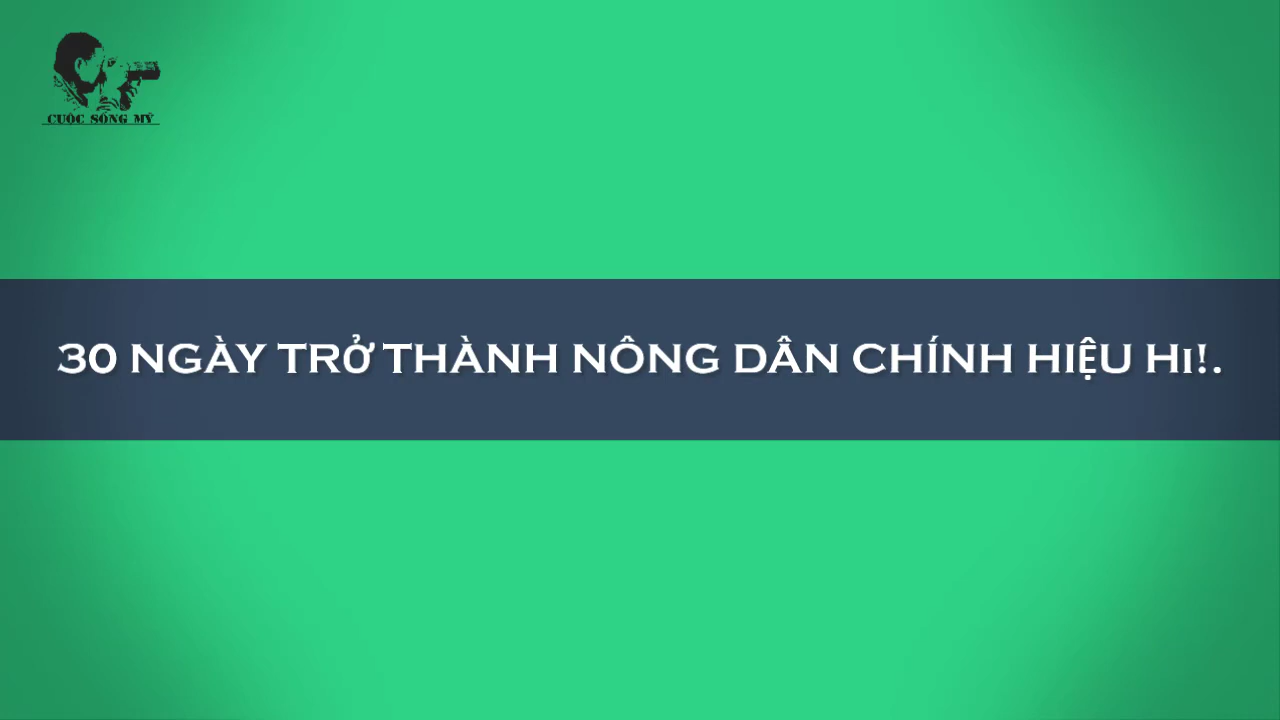 CUỘC SỐNG MỸ
30 NGÀY TRỞ THÀNH NÔNG DÂN CHÍNH HIỆU HI!.